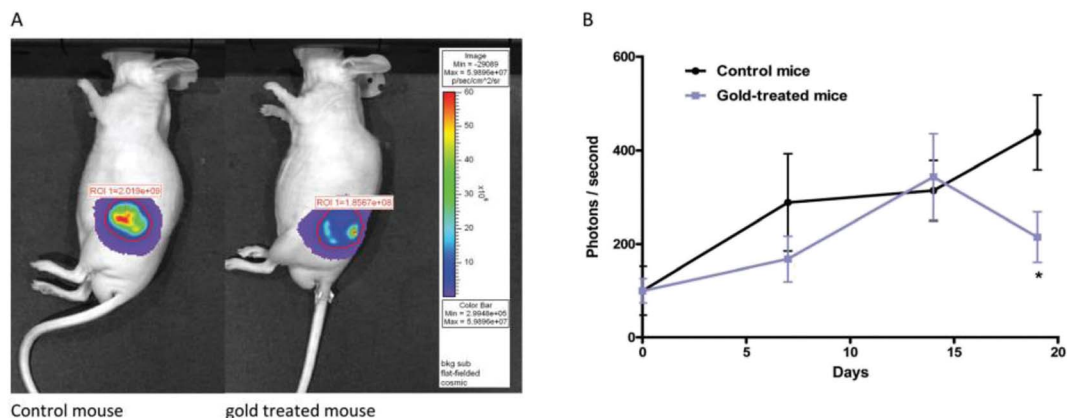 A
Image
Min = -29089
Max = 5.9896e+07
p/sec/cm^2/sr
60
50
40
30
20
10
x10⁶
ROI 1=2.019e+09
ROI 1=1.8567e+08
Color Bar
Min = 2.9948e+05
Max = 5.9896e+07
bkg sub
flat-fielded
cosmic
Control mouse
gold treated mouse
B
600
400
200
0
Photons / second
Control mice
Gold-treated mice
*
0
5
10
15
20
Days